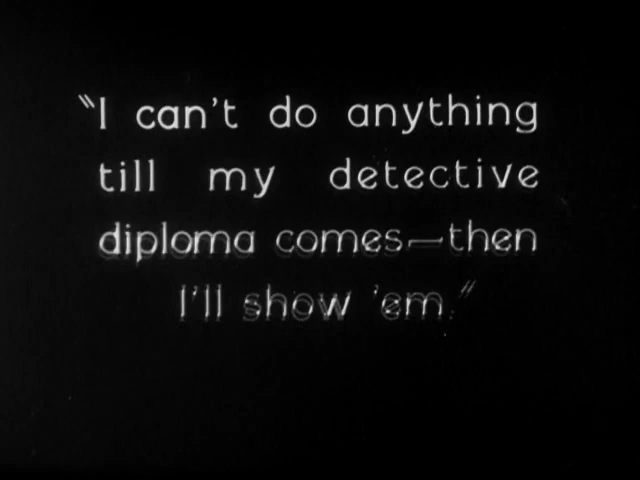 "I can't do anything
till my detective
diploma comes—then
I'll show 'em."